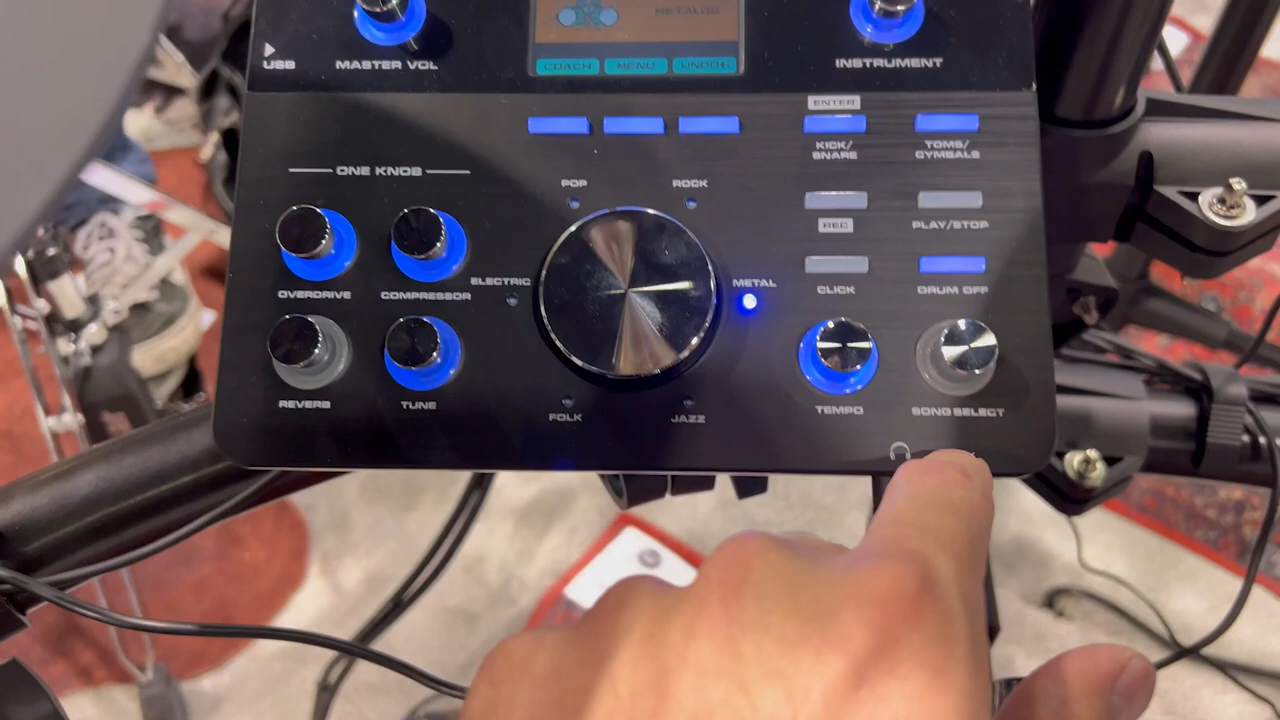 METAL08
COACH
MENU
UNDO
USB
MASTER VOL
INSTRUMENT
ENTER
KICK/
SNARE
TOMS/
CYMBALS
ONE KNOB
POP
ROCK
REC
PLAY/STOP
OVERDRIVE
COMPRESSOR
ELECTRIC
METAL
CLICK
DRUM OFF
REVERB
TUNE
FOLK
JAZZ
TEMPO
SONG SELECT